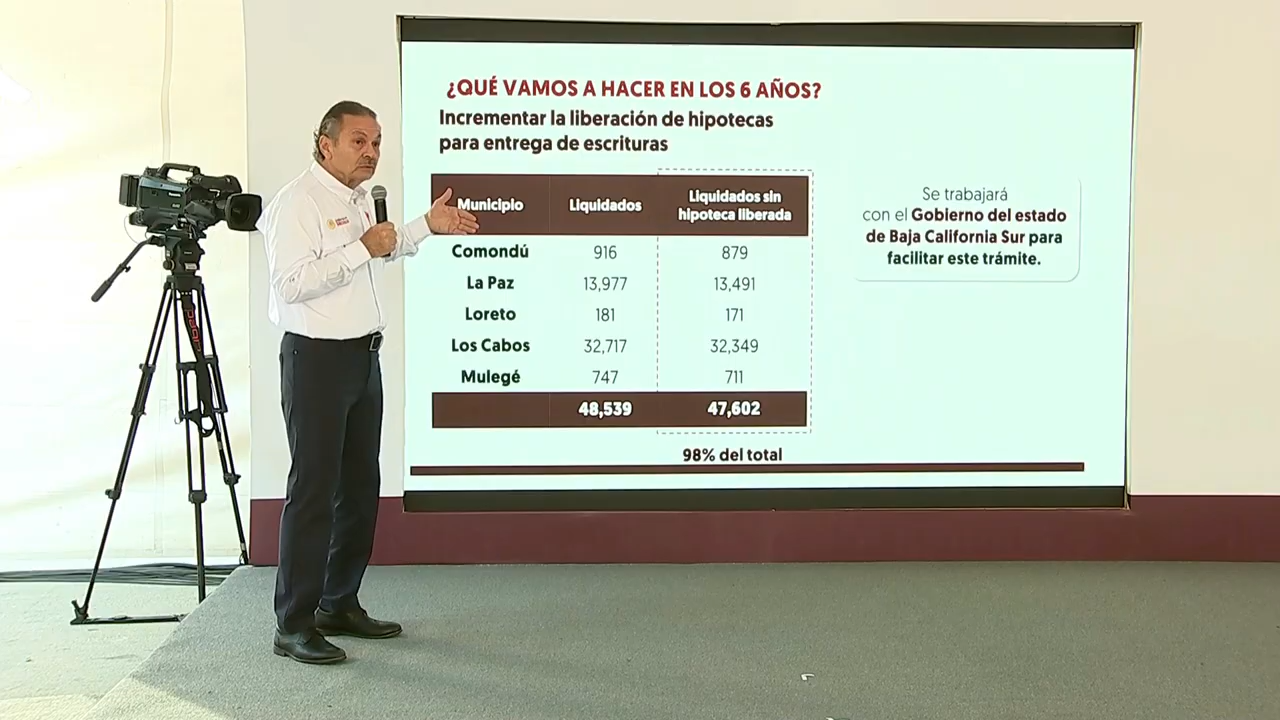 ¿QUÉ VAMOS A HACER EN LOS 6 AÑOS?
Incrementar la liberación de hipotecas
para entrega de escrituras
Municipio Liquidados Liquidados sin
hipoteca liberada
Comondú 916 879
La Paz 13,977 13,491
Loreto 181 171
Los Cabos 32,717 32,349
Mulegé 747 711
48,539 47,602
98% del total
Se trabajará
con el Gobierno del estado
de Baja California Sur para
facilitar este trámite.